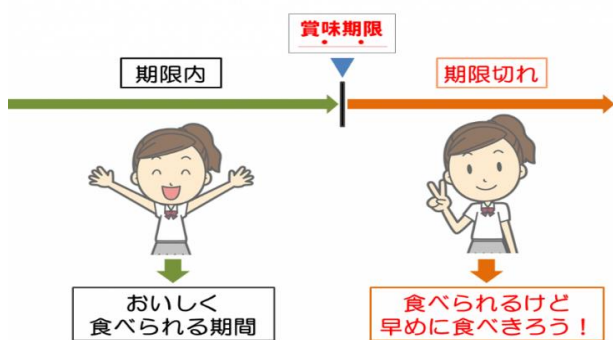 賞味期限
期限内
期限切れ
おいしく
食べられる期間
食べられるけど
早めに食べきろう！